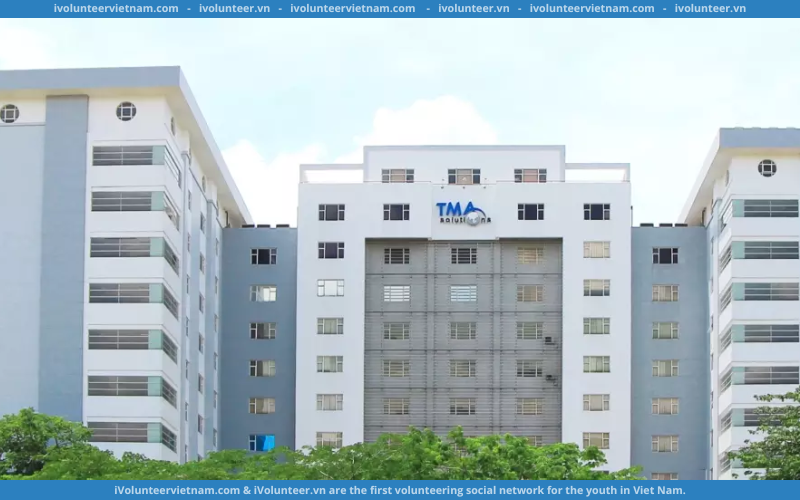 ivolunteervietnam.com - ivolunteer.vn - ivolunteervietnam.com - ivolunteer.vn - ivolunteervietnam.com - ivolunteer.vn
TMA
solutions
iVolunteervietnam.com & iVolunteer.vn are the first volunteering social network for the youth in Viet Nam.